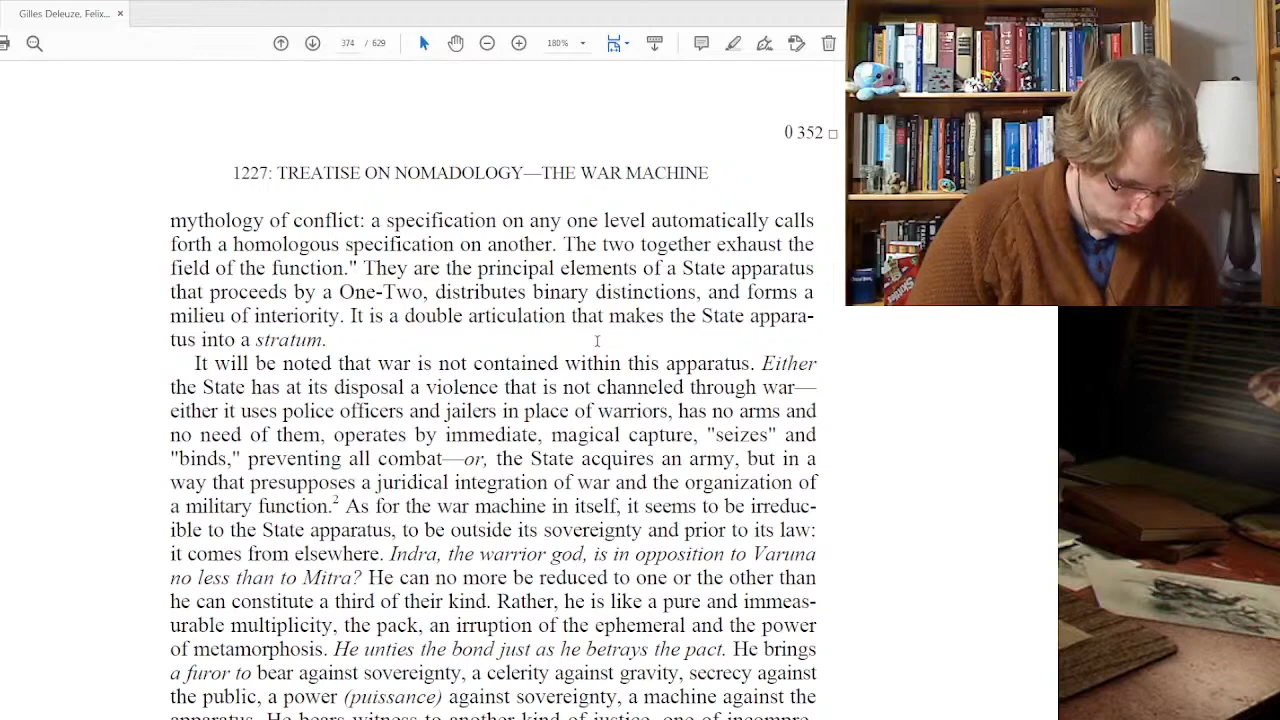 Gilles Deleuze, Felix...
374 / 629
180%
0 352 □
1227: TREATISE ON NOMADOLOGY—THE WAR MACHINE
mythology of conflict: a specification on any one level automatically calls
forth a homologous specification on another. The two together exhaust the
field of the function." They are the principal elements of a State apparatus
that proceeds by a One-Two, distributes binary distinctions, and forms a
milieu of interiority. It is a double articulation that makes the State appara-
tus into a stratum.
It will be noted that war is not contained within this apparatus. Either
the State has at its disposal a violence that is not channeled through war—
either it uses police officers and jailers in place of warriors, has no arms and
no need of them, operates by immediate, magical capture, "seizes" and
"binds," preventing all combat—or, the State acquires an army, but in a
way that presupposes a juridical integration of war and the organization of
a military function.2 As for the war machine in itself, it seems to be irreduc-
ible to the State apparatus, to be outside its sovereignty and prior to its law:
it comes from elsewhere. Indra, the warrior god, is in opposition to Varuna
no less than to Mitra? He can no more be reduced to one or the other than
he can constitute a third of their kind. Rather, he is like a pure and immeas-
urable multiplicity, the pack, an irruption of the ephemeral and the power
of metamorphosis. He unties the bond just as he betrays the pact. He brings
a furor to bear against sovereignty, a celerity against gravity, secrecy against
the public, a power (puissance) against sovereignty, a machine against the
apparatus. He bears witness to another kind of justice, one of incompre-
Skittles